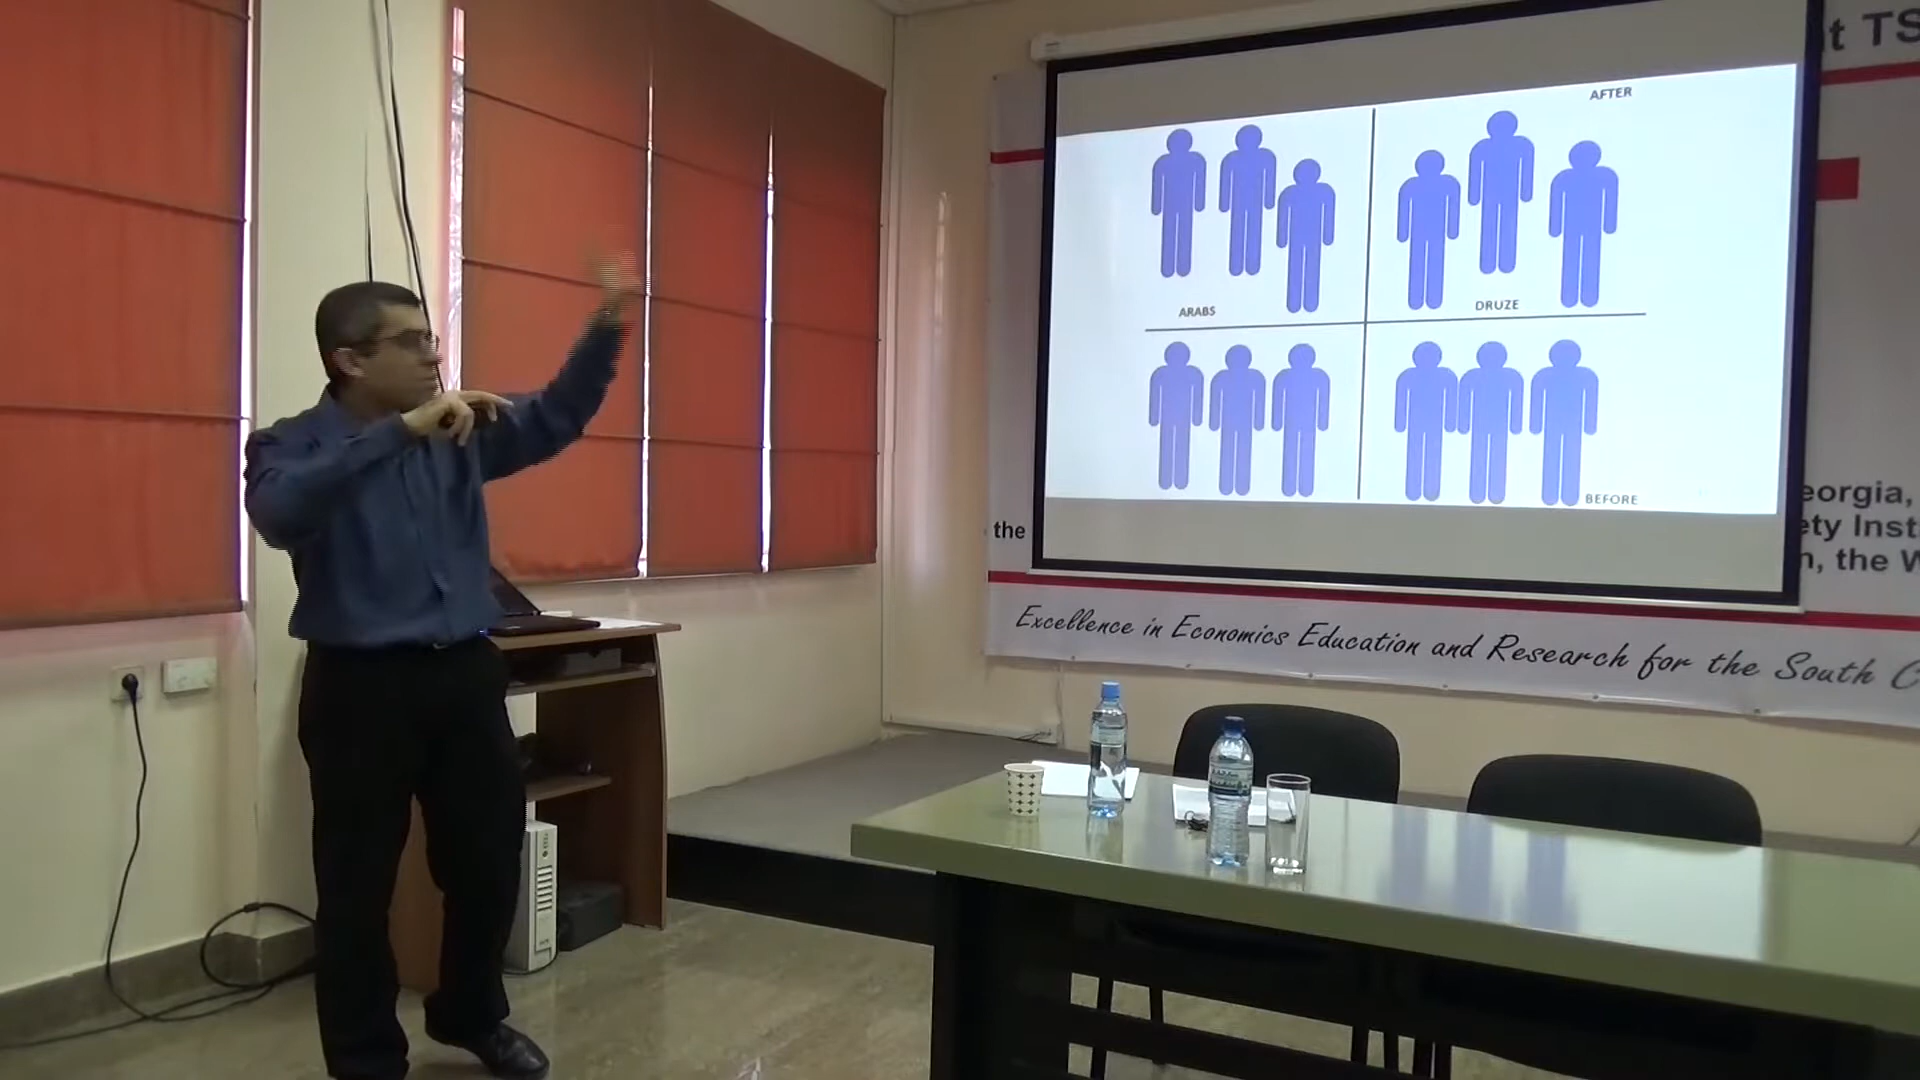 t TS
AFTER
ARABS
DRUZE
BEFORE
the
eorgia,
ety Inst
n, the W
Excellence in Economics Education and Research for the South C